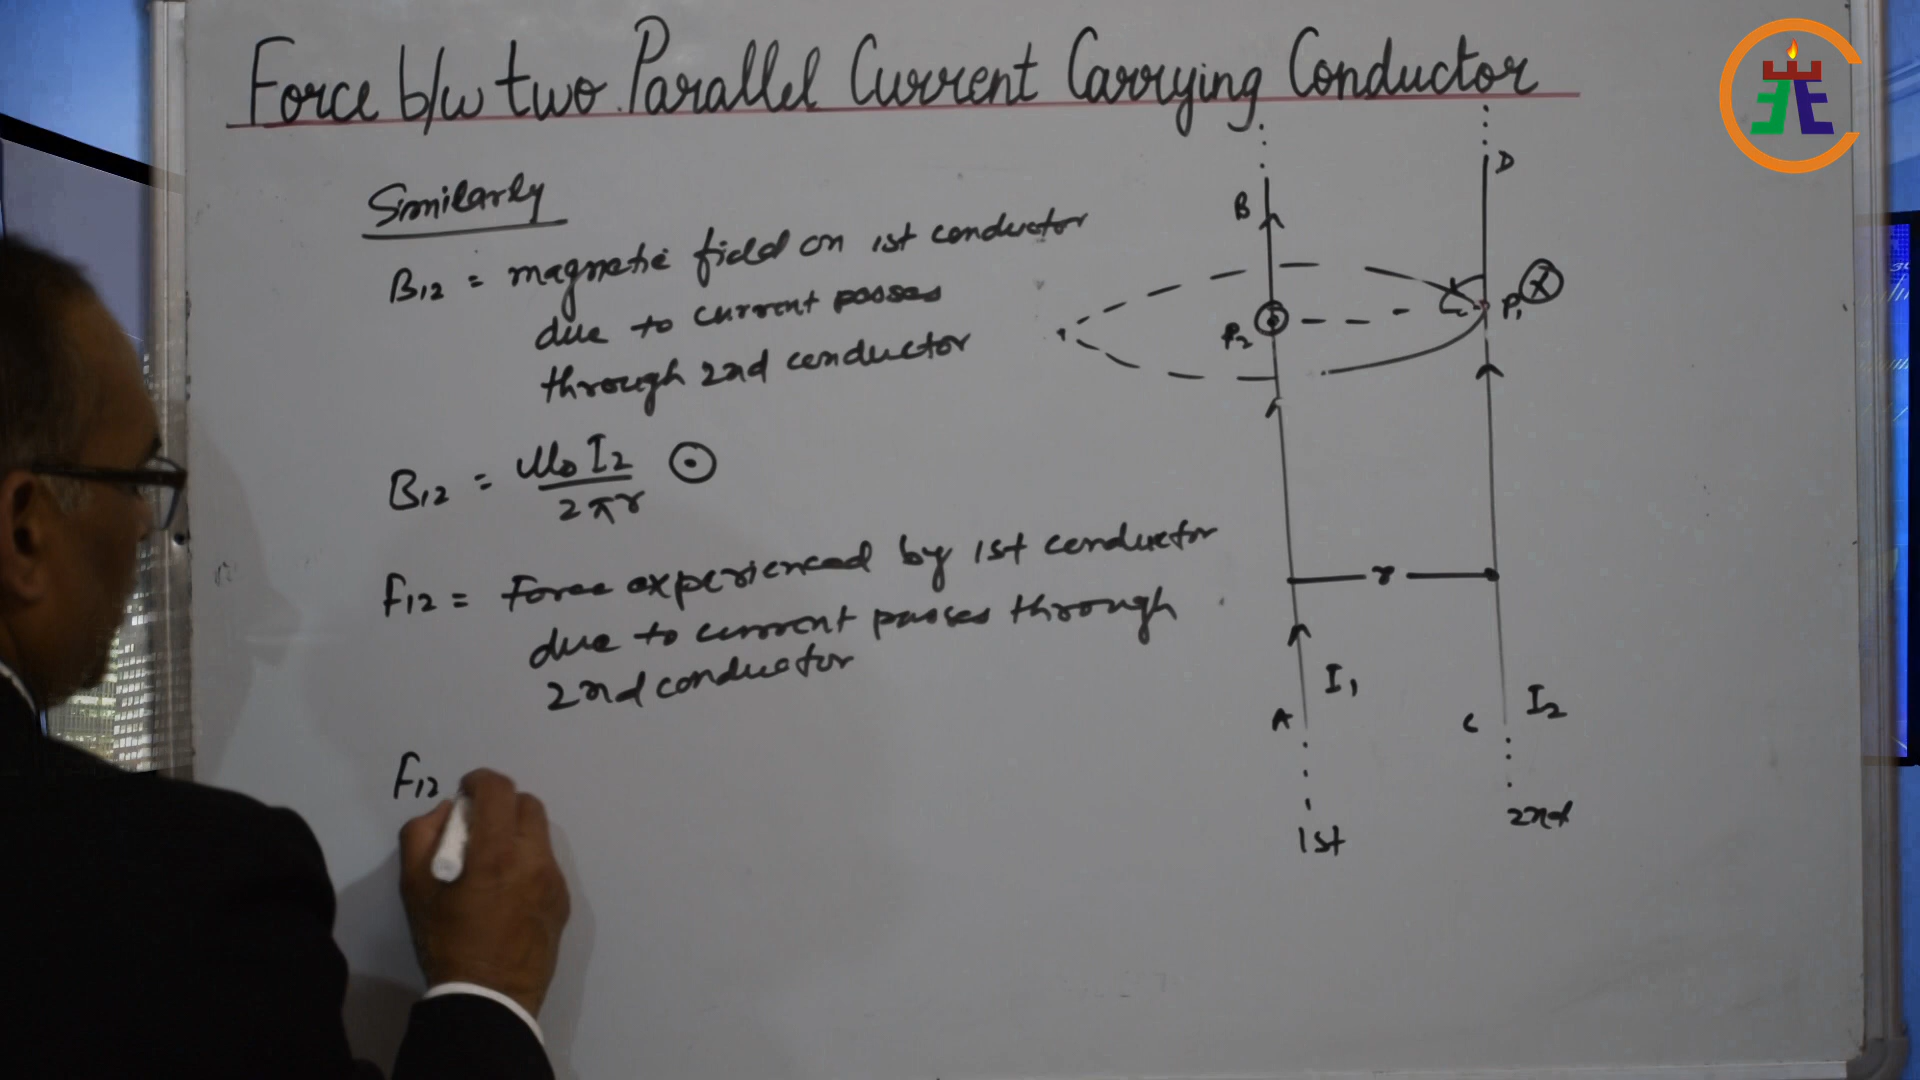 Force b/w two Parallel Current Carrying Conductor
Similarly
B12 = magnetic field on 1st conductor
due to current passes
through 2nd conductor
B12 = μ0 I2 / 2πr ⊙
F12 = Force experienced by 1st conductor
due to current passes through
2nd conductor
F12
D
B
P1 ⓧ
P2
r
I1
I2
A
C
1st
2nd